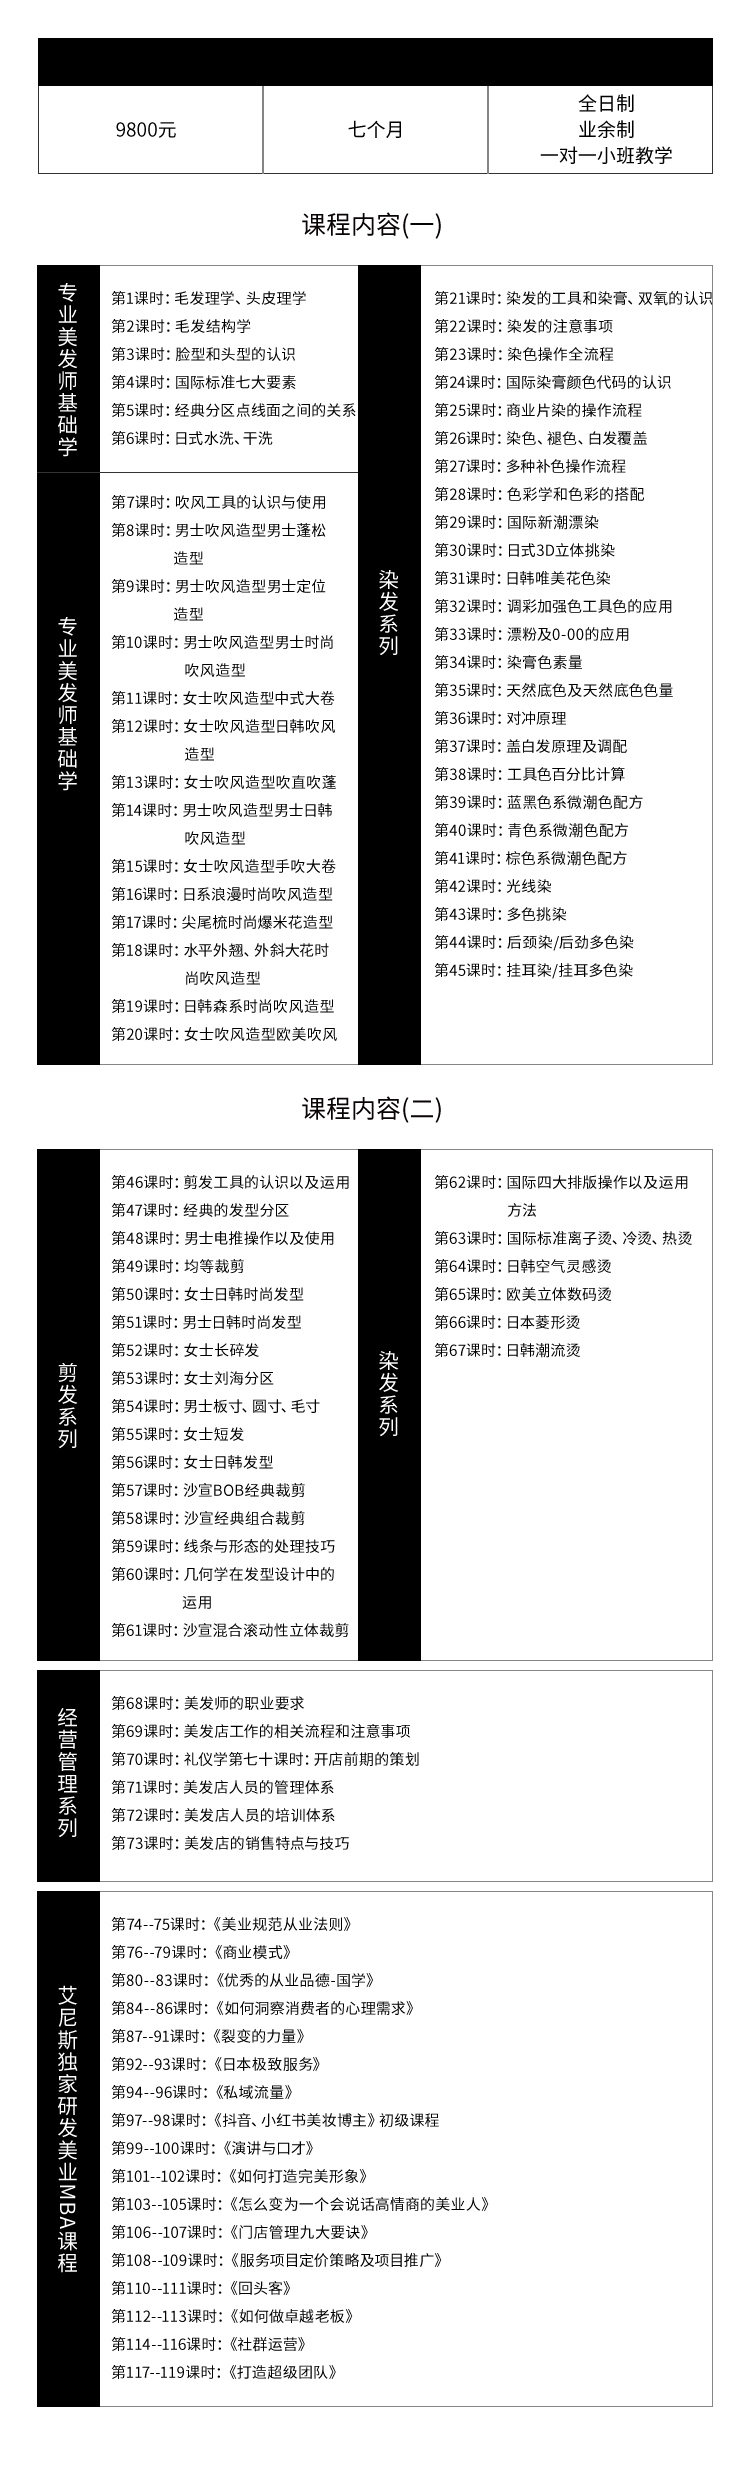 9800元
七个月
全日制
业余制
一对一小班教学
课程内容(一)
专业美发师基础学
第1课时：毛发理学、头皮理学
第2课时：毛发结构学
第3课时：脸型和头型的认识
第4课时：国际标准七大要素
第5课时：经典分区点线面之间的关系
第6课时：日式水洗、干洗
专业美发师基础学
第7课时：吹风工具的认识与使用
第8课时：男士吹风造型男士蓬松
造型
第9课时：男士吹风造型男士定位
造型
第10课时：男士吹风造型男士时尚
吹风造型
第11课时：女士吹风造型中式大卷
第12课时：女士吹风造型日韩吹风
造型
第13课时：女士吹风造型吹直吹蓬
第14课时：男士吹风造型男士日韩
吹风造型
第15课时：女士吹风造型手吹大卷
第16课时：日系浪漫时尚吹风造型
第17课时：尖尾梳时尚爆米花造型
第18课时：水平外翘、外斜大花时
尚吹风造型
第19课时：日韩森系时尚吹风造型
第20课时：女士吹风造型欧美吹风
染发系列
第21课时：染发的工具和染膏、双氧的认识
第22课时：染发的注意事项
第23课时：染色操作全流程
第24课时：国际染膏颜色代码的认识
第25课时：商业片染的操作流程
第26课时：染色、褪色、白发覆盖
第27课时：多种补色操作流程
第28课时：色彩学和色彩的搭配
第29课时：国际新潮漂染
第30课时：日式3D立体挑染
第31课时：日韩唯美花色染
第32课时：调彩加强色工具色的应用
第33课时：漂粉及0-00的应用
第34课时：染膏色素量
第35课时：天然底色及天然底色色量
第36课时：对冲原理
第37课时：盖白发原理及调配
第38课时：工具色百分比计算
第39课时：蓝黑色系微潮色配方
第40课时：青色系微潮色配方
第41课时：棕色系微潮色配方
第42课时：光线染
第43课时：多色挑染
第44课时：后颈染/后劲多色染
第45课时：挂耳染/挂耳多色染
课程内容(二)
剪发系列
第46课时：剪发工具的认识以及运用
第47课时：经典的发型分区
第48课时：男士电推操作以及使用
第49课时：均等裁剪
第50课时：女士日韩时尚发型
第51课时：男士日韩时尚发型
第52课时：女士长碎发
第53课时：女士刘海分区
第54课时：男士板寸、圆寸、毛寸
第55课时：女士短发
第56课时：女士日韩发型
第57课时：沙宣BOB经典裁剪
第58课时：沙宣经典组合裁剪
第59课时：线条与形态的处理技巧
第60课时：几何学在发型设计中的
运用
第61课时：沙宣混合滚动性立体裁剪
染发系列
第62课时：国际四大排版操作以及运用
方法
第63课时：国际标准离子烫、冷烫、热烫
第64课时：日韩空气灵感烫
第65课时：欧美立体数码烫
第66课时：日本菱形烫
第67课时：日韩潮流烫
经营管理系列
第68课时：美发师的职业要求
第69课时：美发店工作的相关流程和注意事项
第70课时：礼仪学第七十课时：开店前期的策划
第71课时：美发店人员的管理体系
第72课时：美发店人员的培训体系
第73课时：美发店的销售特点与技巧
艾尼斯独家研发美业MBA课程
第74--75课时：《美业规范从业法则》
第76--79课时：《商业模式》
第80--83课时：《优秀的从业品德-国学》
第84--86课时：《如何洞察消费者的心理需求》
第87--91课时：《裂变的力量》
第92--93课时：《日本极致服务》
第94--96课时：《私域流量》
第97--98课时：《抖音、小红书美妆博主》初级课程
第99--100课时：《演讲与口才》
第101--102课时：《如何打造完美形象》
第103--105课时：《怎么变为一个会说话高情商的美业人》
第106--107课时：《门店管理九大要诀》
第108--109课时：《服务项目定价策略及项目推广》
第110--111课时：《回头客》
第112--113课时：《如何做卓越老板》
第114--116课时：《社群运营》
第117--119课时：《打造超级团队》